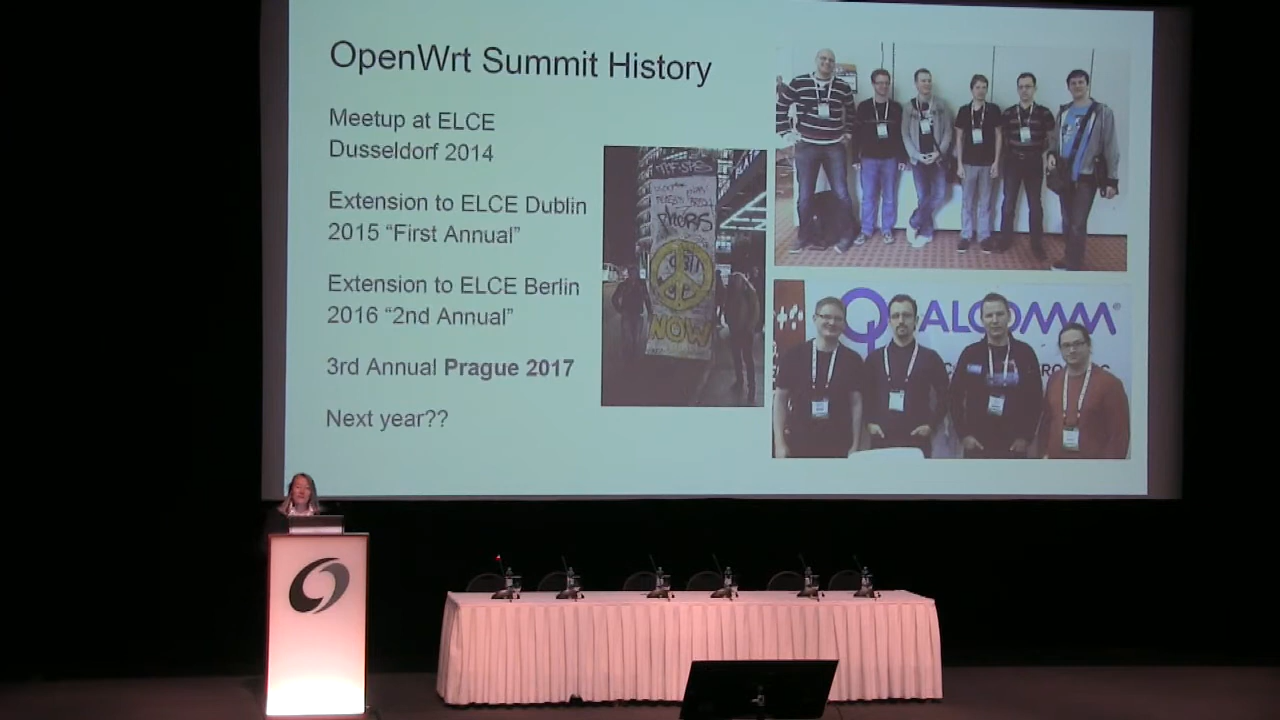 OpenWrt Summit History
Meetup at ELCE
Dusseldorf 2014
Extension to ELCE Dublin
2015 “First Annual”
Extension to ELCE Berlin
2016 “2nd Annual”
3rd Annual Prague 2017
Next year??
NOW
QUALCOMM®